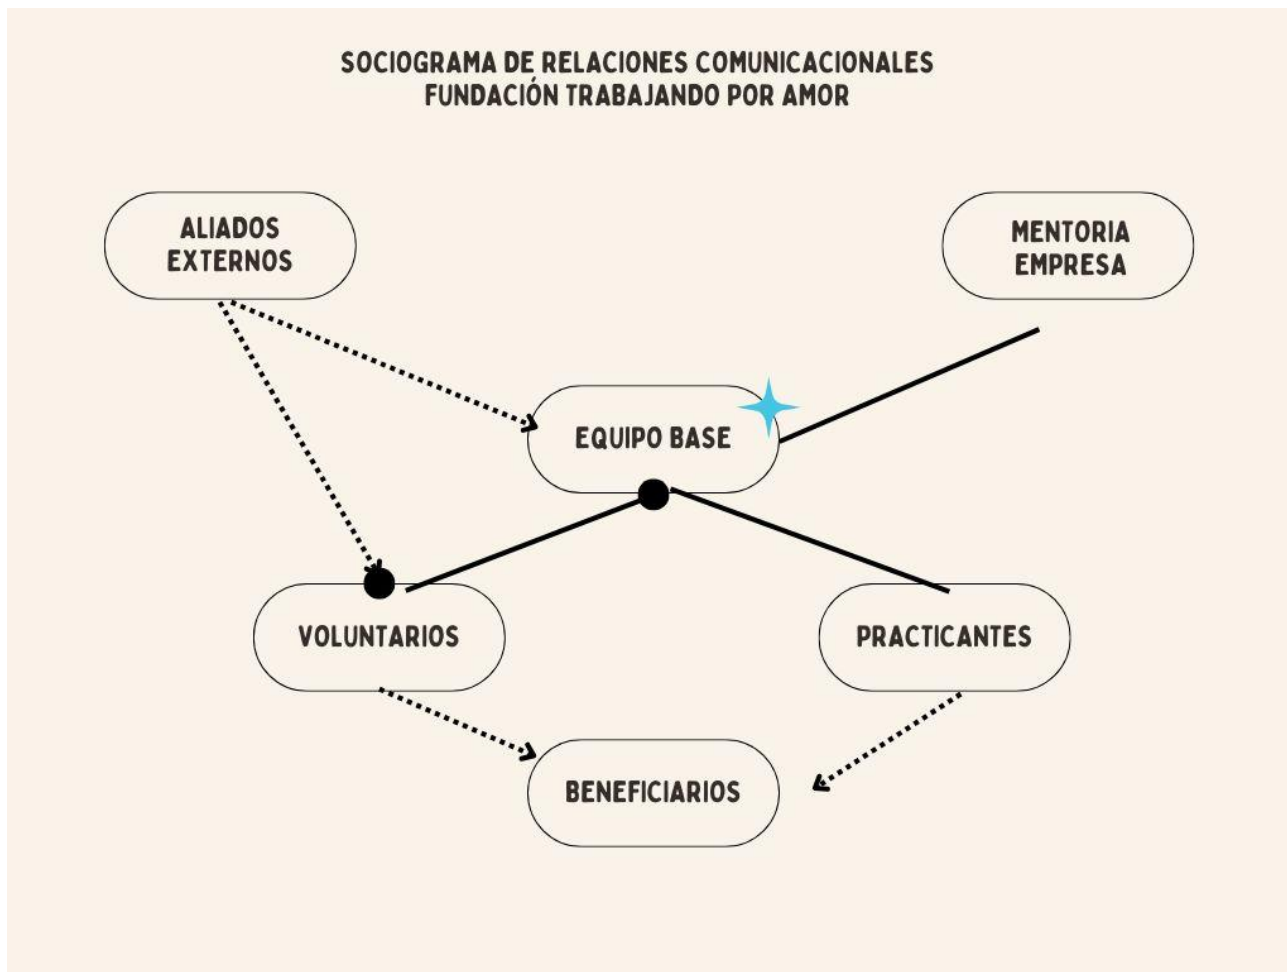 SOCIOGRAMA DE RELACIONES COMUNICACIONALES
FUNDACIÓN TRABAJANDO POR AMOR
ALIADOS
EXTERNOS
MENTORIA
EMPRESA
EQUIPO BASE
VOLUNTARIOS
PRACTICANTES
BENEFICIARIOS